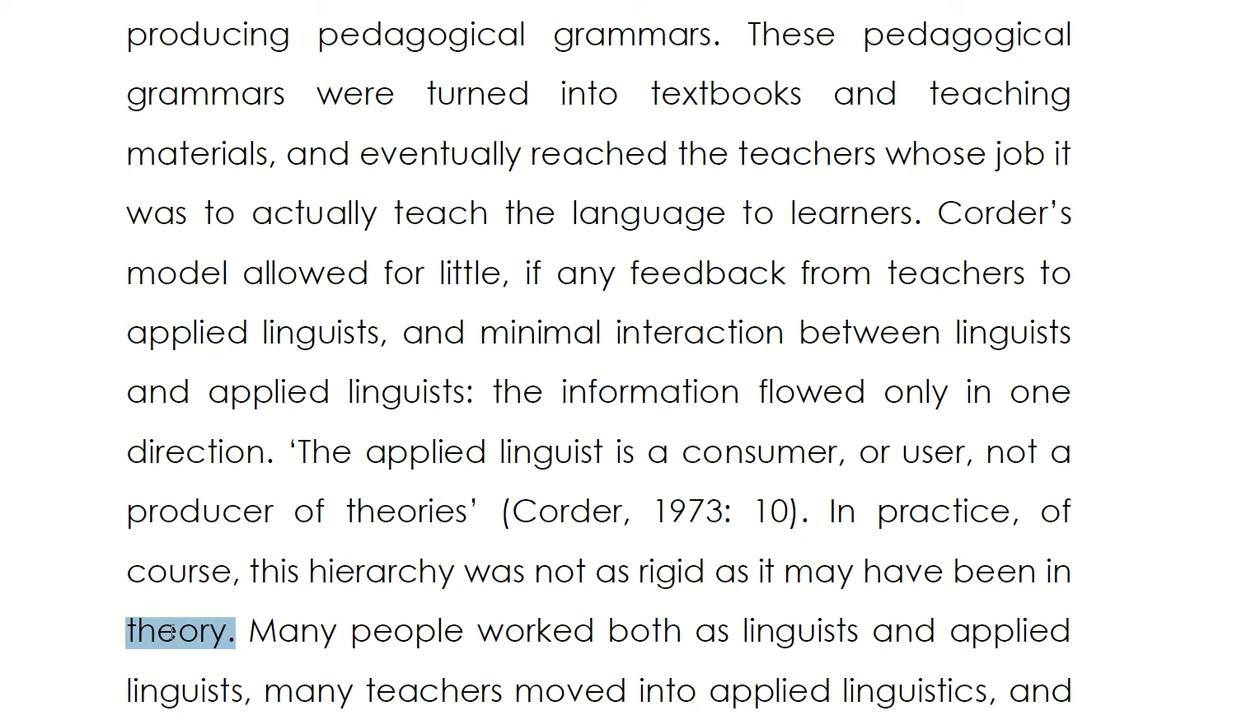 producing pedagogical grammars. These pedagogical
grammars were turned into textbooks and teaching
materials, and eventually reached the teachers whose job it
was to actually teach the language to learners. Corder’s
model allowed for little, if any feedback from teachers to
applied linguists, and minimal interaction between linguists
and applied linguists: the information flowed only in one
direction. ‘The applied linguist is a consumer, or user, not a
producer of theories’ (Corder, 1973: 10). In practice, of
course, this hierarchy was not as rigid as it may have been in
theory. Many people worked both as linguists and applied
linguists, many teachers moved into applied linguistics, and